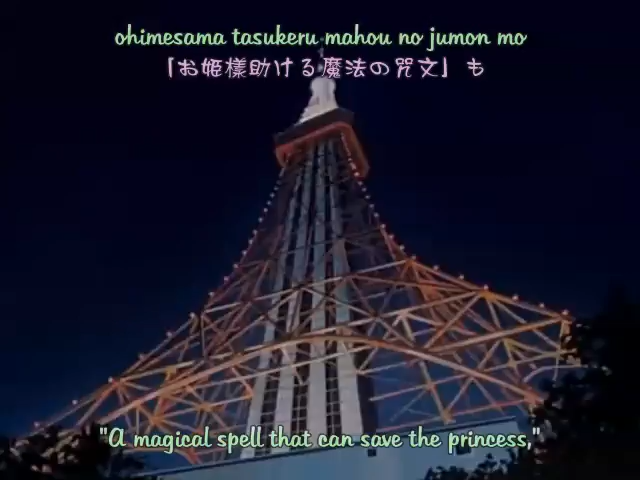 ohimesama tasukeru mahou no jumon mo
「お姫様助ける魔法の咒文」も
"A magical spell that can save the princess,"